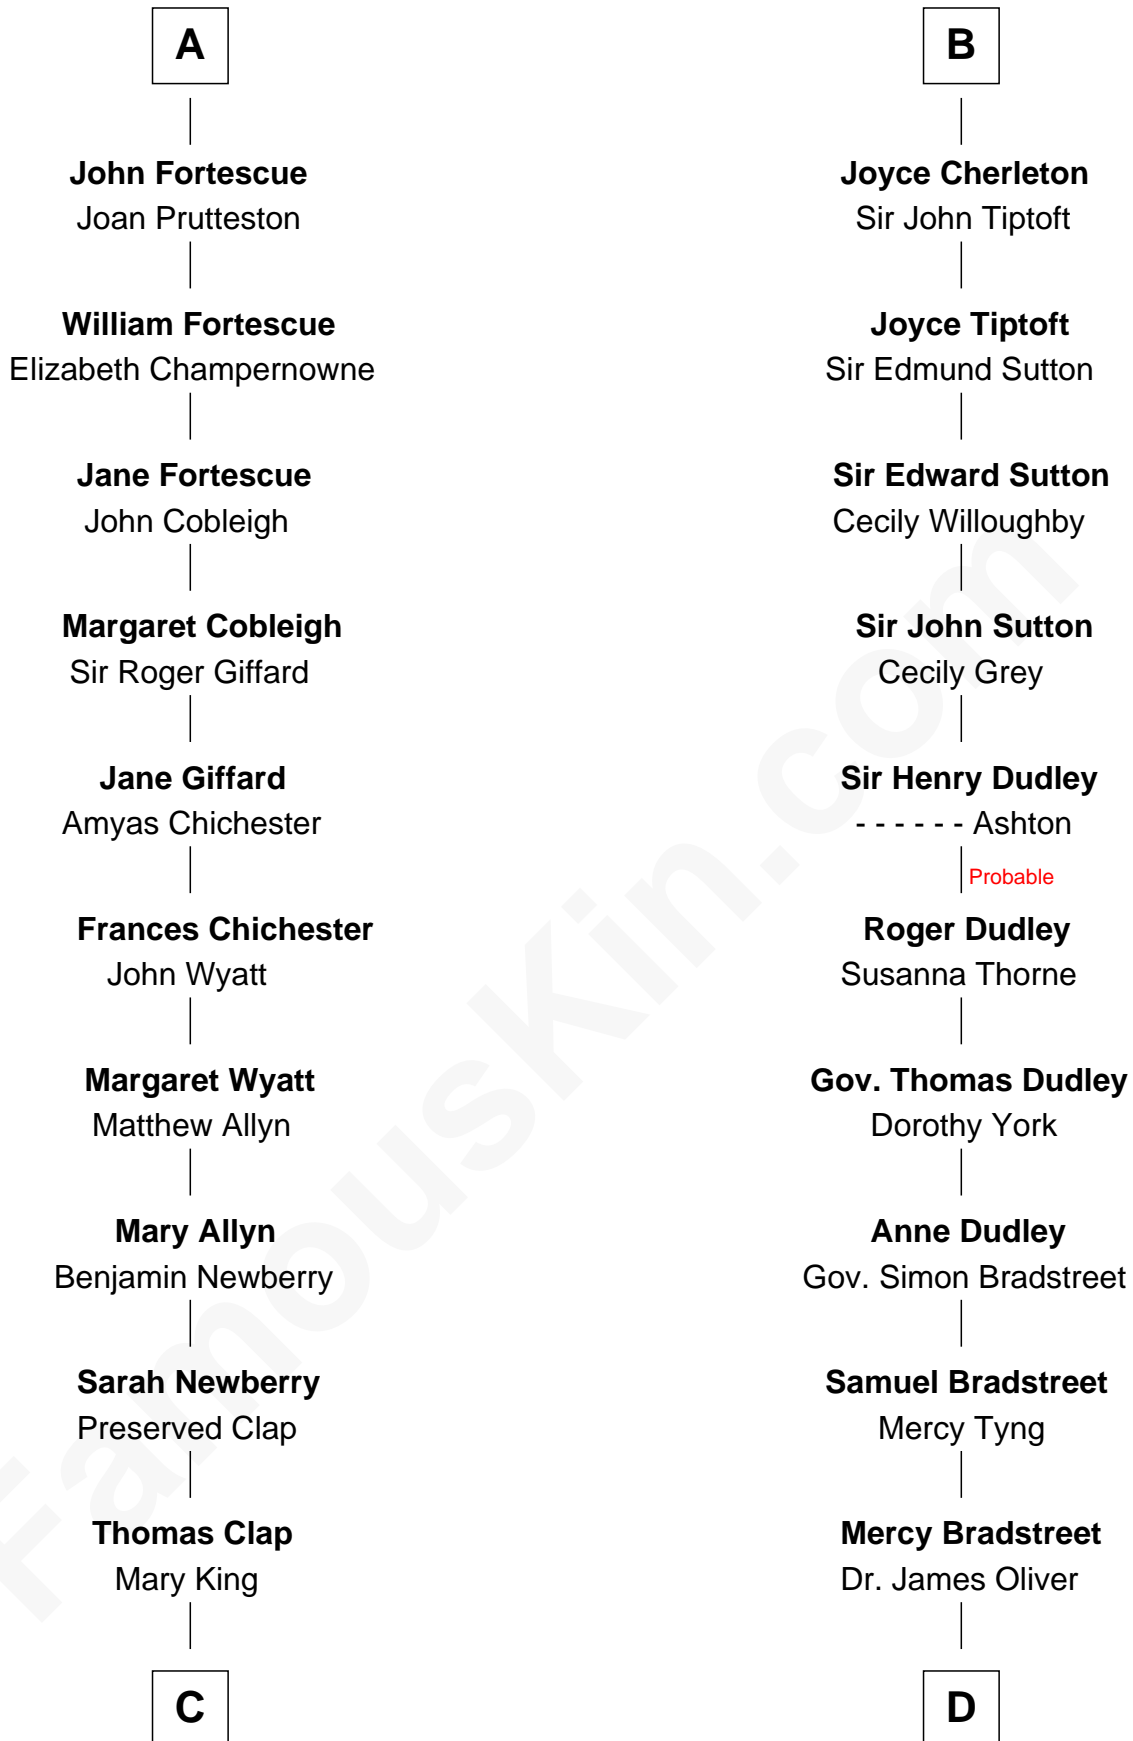 A
John Fortescue
Joan Prutteston
William Fortescue
Elizabeth Champernowne
Jane Fortescue
John Cobleigh
Margaret Cobleigh
Sir Roger Giffard
Jane Giffard
Amyas Chichester
Frances Chichester
John Wyatt
Margaret Wyatt
Matthew Allyn
Mary Allyn
Benjamin Newberry
Sarah Newberry
Preserved Clap
Thomas Clap
Mary King
C
B
Joyce Cherleton
Sir John Tiptoft
Joyce Tiptoft
Sir Edmund Sutton
Sir Edward Sutton
Cecily Willoughby
Sir John Sutton
Cecily Grey
Sir Henry Dudley
- - - - - - Ashton
Probable
Roger Dudley
Susanna Thorne
Gov. Thomas Dudley
Dorothy York
Anne Dudley
Gov. Simon Bradstreet
Samuel Bradstreet
Mercy Tyng
Mercy Bradstreet
Dr. James Oliver
D
FamousKin.com